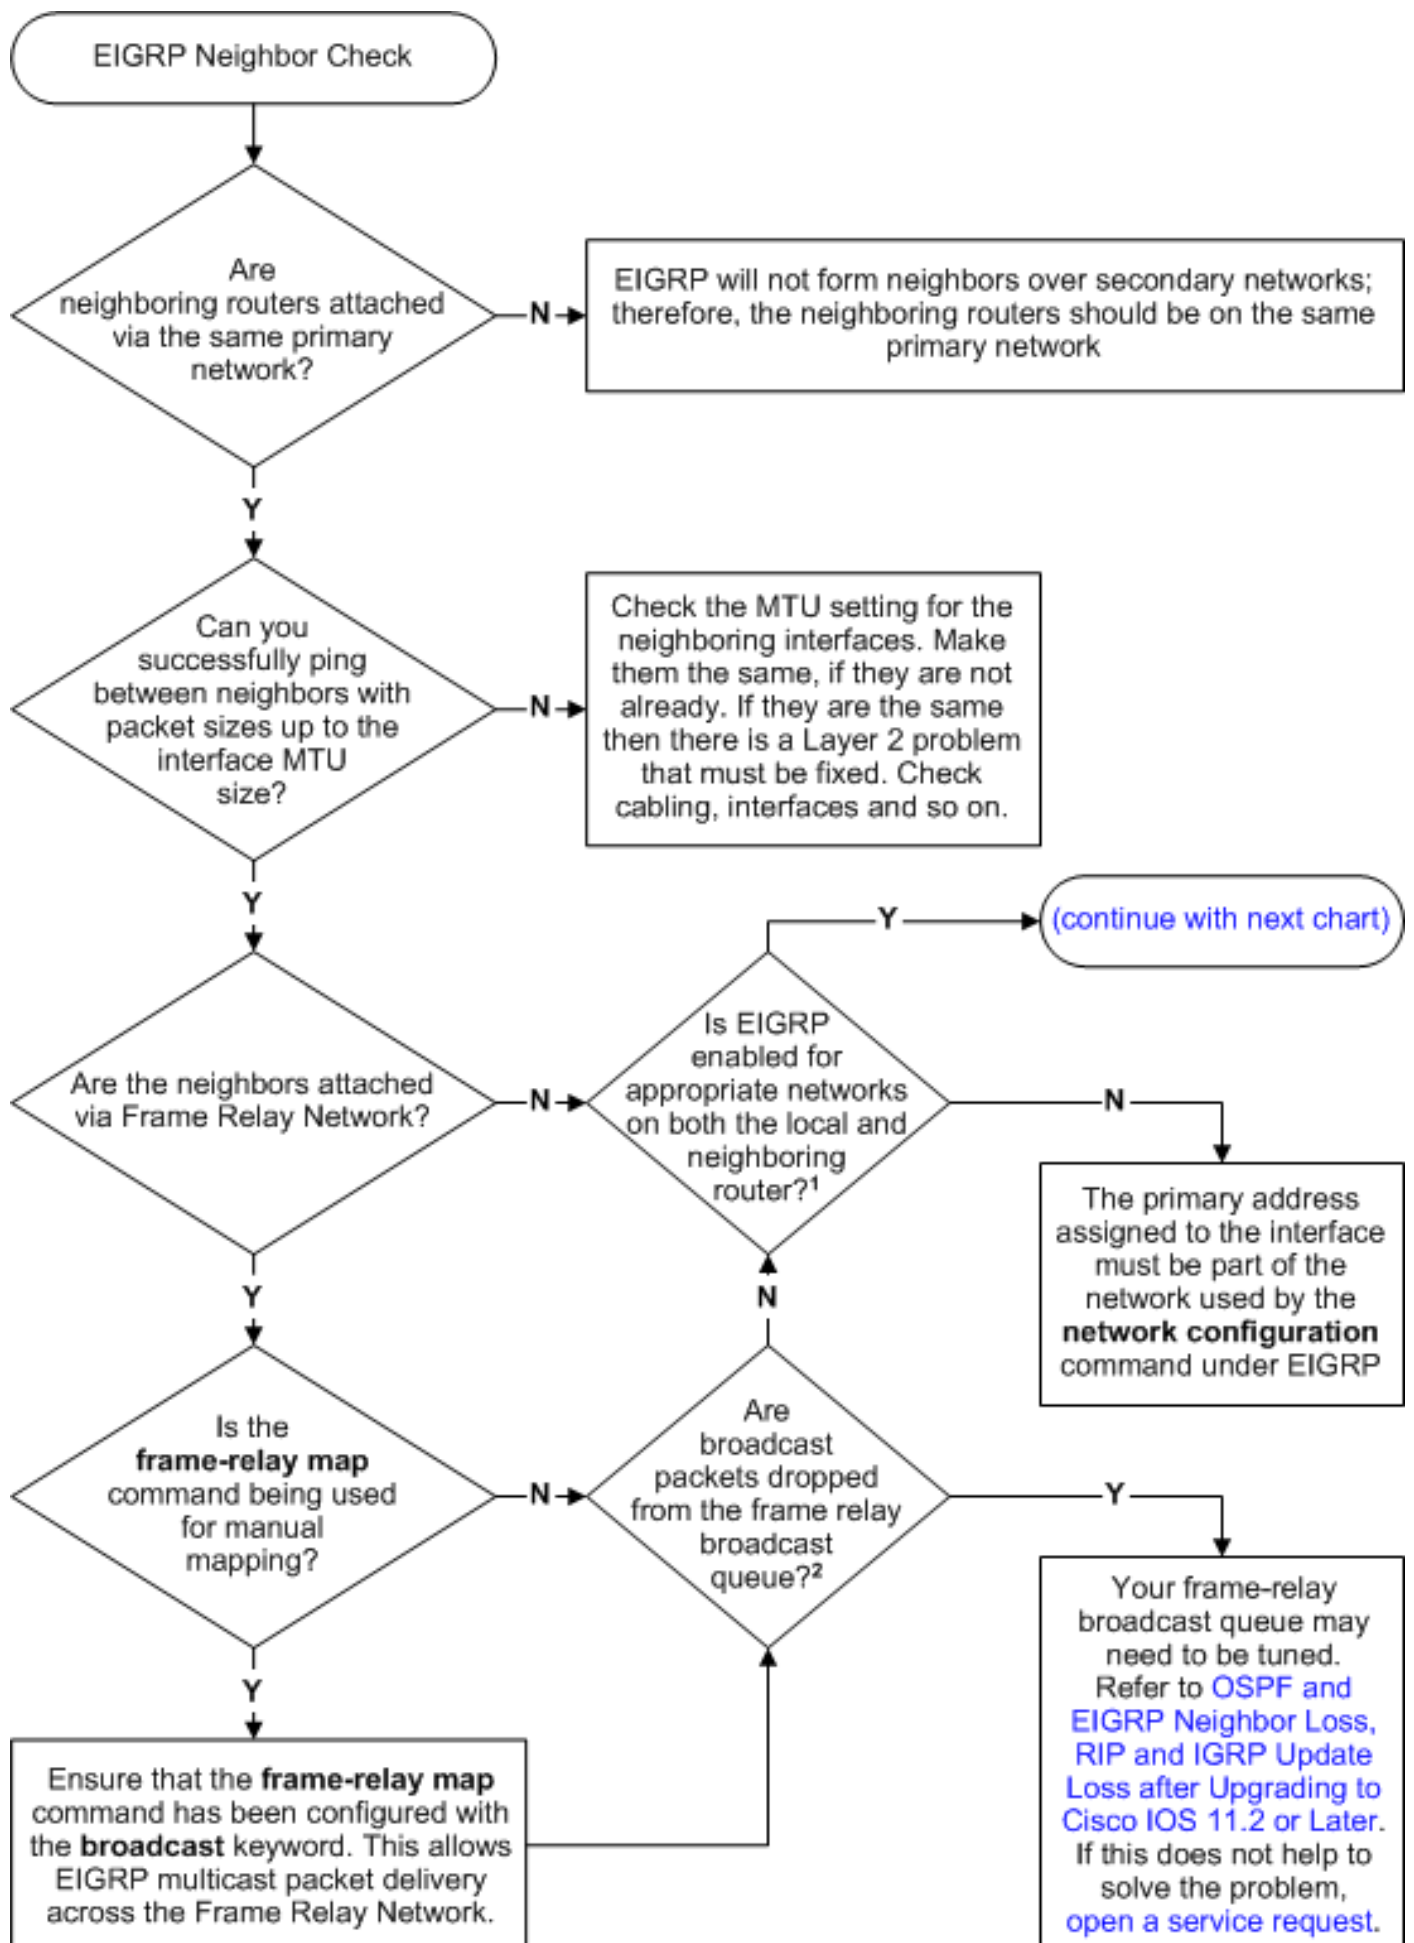 EIGRP Neighbor Check
Are
neighboring routers attached
via the same primary
network?
N
EIGRP will not form neighbors over secondary networks;
therefore, the neighboring routers should be on the same
primary network
Y
Can you
successfully ping
between neighbors with
packet sizes up to the
interface MTU
size?
N
Check the MTU setting for the
neighboring interfaces. Make
them the same, if they are not
already. If they are the same
then there is a Layer 2 problem
that must be fixed. Check
cabling, interfaces and so on.
Y
Are the neighbors attached
via Frame Relay Network?
N
Is EIGRP
enabled for
appropriate networks
on both the local and
neighboring
router?¹
Y
(continue with next chart)
N
The primary address
assigned to the interface
must be part of the
network used by the
network configuration
command under EIGRP
Y
Is the
frame-relay map
command being used
for manual
mapping?
N
Are
broadcast
packets dropped
from the frame relay
broadcast
queue?²
N
Y
Your frame-relay
broadcast queue may
need to be tuned.
Refer to OSPF and
EIGRP Neighbor Loss,
RIP and IGRP Update
Loss after Upgrading to
Cisco IOS 11.2 or Later.
If this does not help to
solve the problem,
open a service request.
Y
Ensure that the frame-relay map
command has been configured with
the broadcast keyword. This allows
EIGRP multicast packet delivery
across the Frame Relay Network.